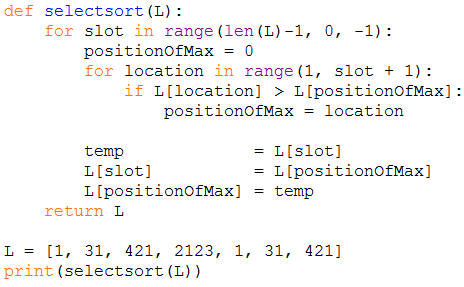 def selectsort(L):
    for slot in range(len(L)-1, 0, -1):
        positionOfMax = 0
        for location in range(1, slot + 1):
            if L[location] > L[positionOfMax]:
                positionOfMax = location

        temp             = L[slot]
        L[slot]          = L[positionOfMax]
        L[positionOfMax] = temp
    return L

L = [1, 31, 421, 2123, 1, 31, 421]
print(selectsort(L))